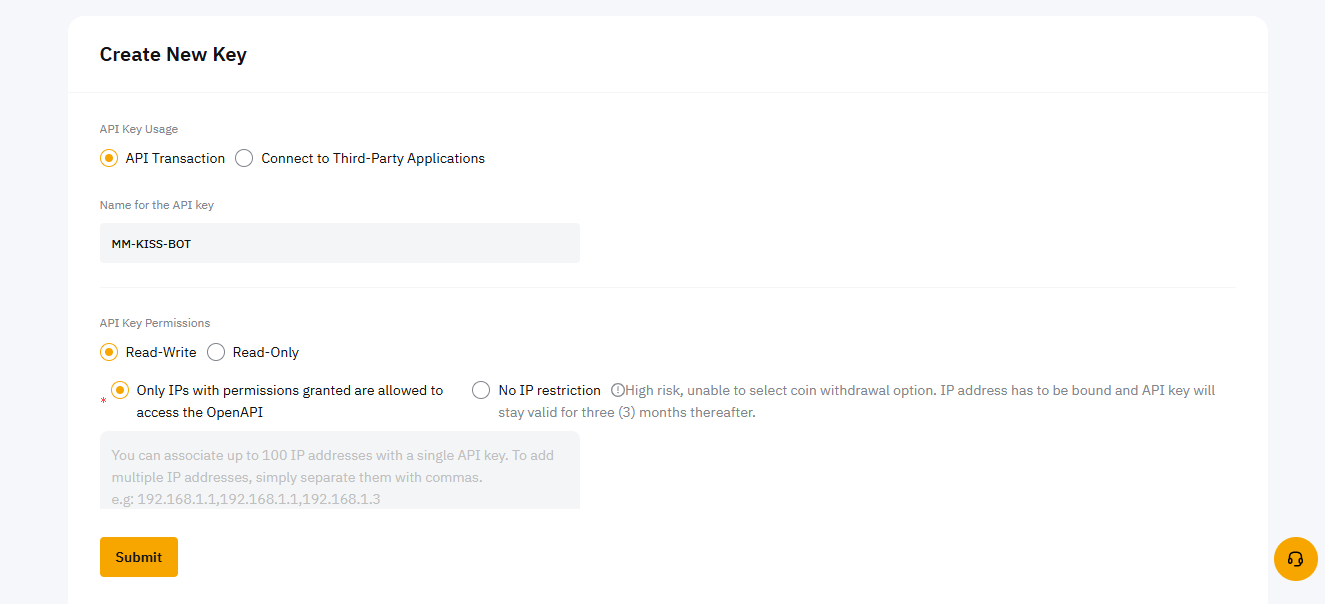 Create New Key
API Key Usage
API Transaction Connect to Third-Party Applications
Name for the API key
MM-KISS-BOT
API Key Permissions
Read-Write Read-Only
* Only IPs with permissions granted are allowed to
access the OpenAPI
No IP restriction High risk, unable to select coin withdrawal option. IP address has to be bound and API key will
stay valid for three (3) months thereafter.
You can associate up to 100 IP addresses with a single API key. To add
multiple IP addresses, simply separate them with commas.
e.g: 192.168.1.1,192.168.1.1,192.168.1.3
Submit